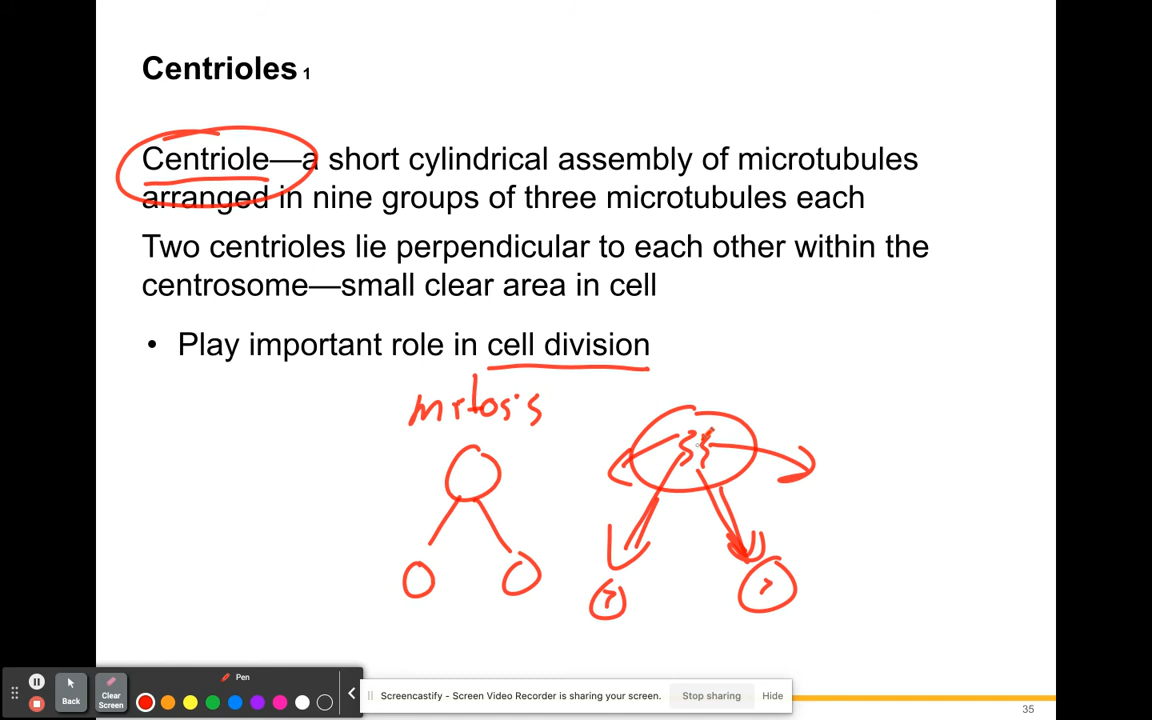 Centrioles 1
Centriole—a short cylindrical assembly of microtubules
arranged in nine groups of three microtubules each
Two centrioles lie perpendicular to each other within the
centrosome—small clear area in cell
• Play important role in cell division
mitosis
Pen
Back
Clear
Screen
Screencastify - Screen Video Recorder is sharing your screen.
Stop sharing
Hide
35